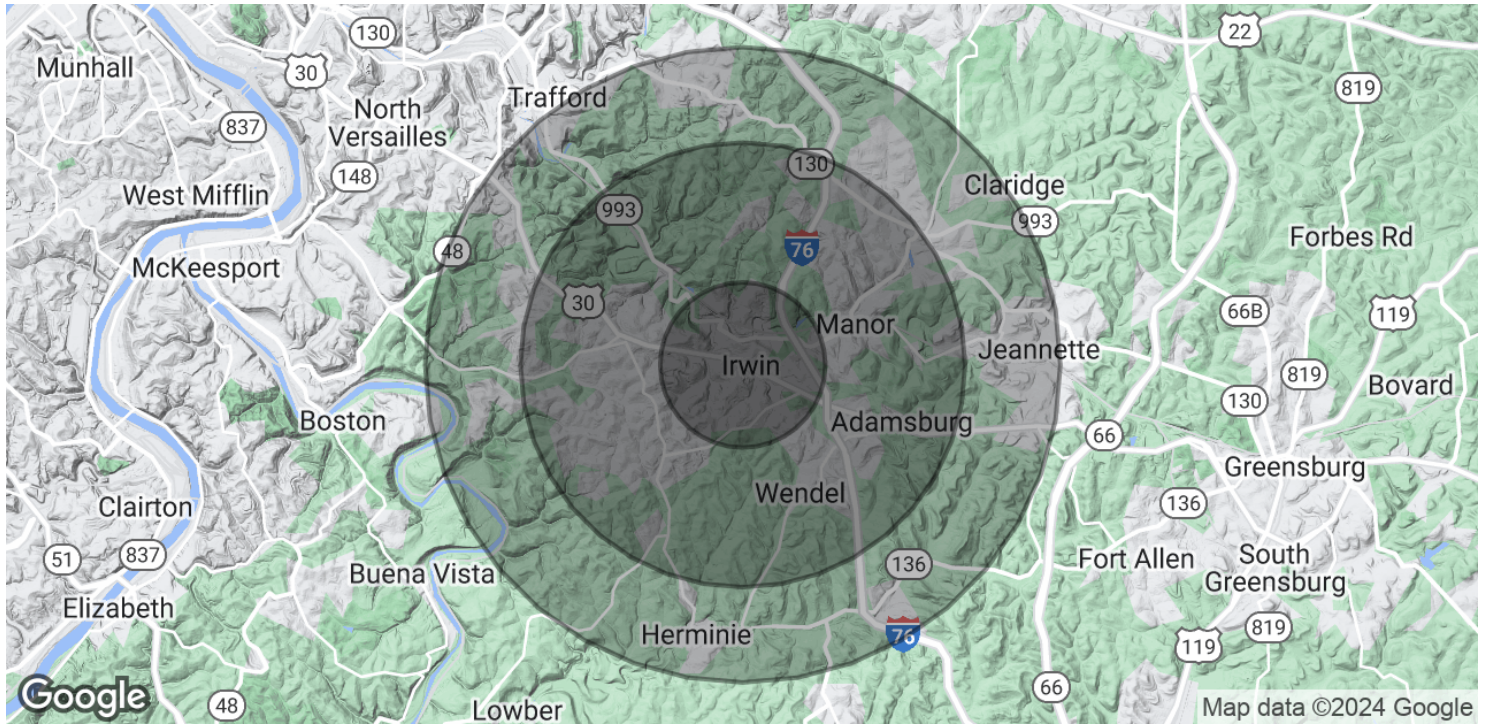 130
22
Munhall
30
819
Trafford
North
Versailles
837
130
148
Claridge
West Mifflin
993
993
Forbes Rd
48
76
McKeesport
30
66B
119
Manor
Jeannette
Irwin
819
Bovard
130
Boston
Adamsburg
66
Greensburg
Wendel
136
Clairton
51
837
136
Fort Allen
South
Greensburg
Buena Vista
Elizabeth
Herminie
76
819
119
66
Google
48
Lowber
Map data ©2024 Google